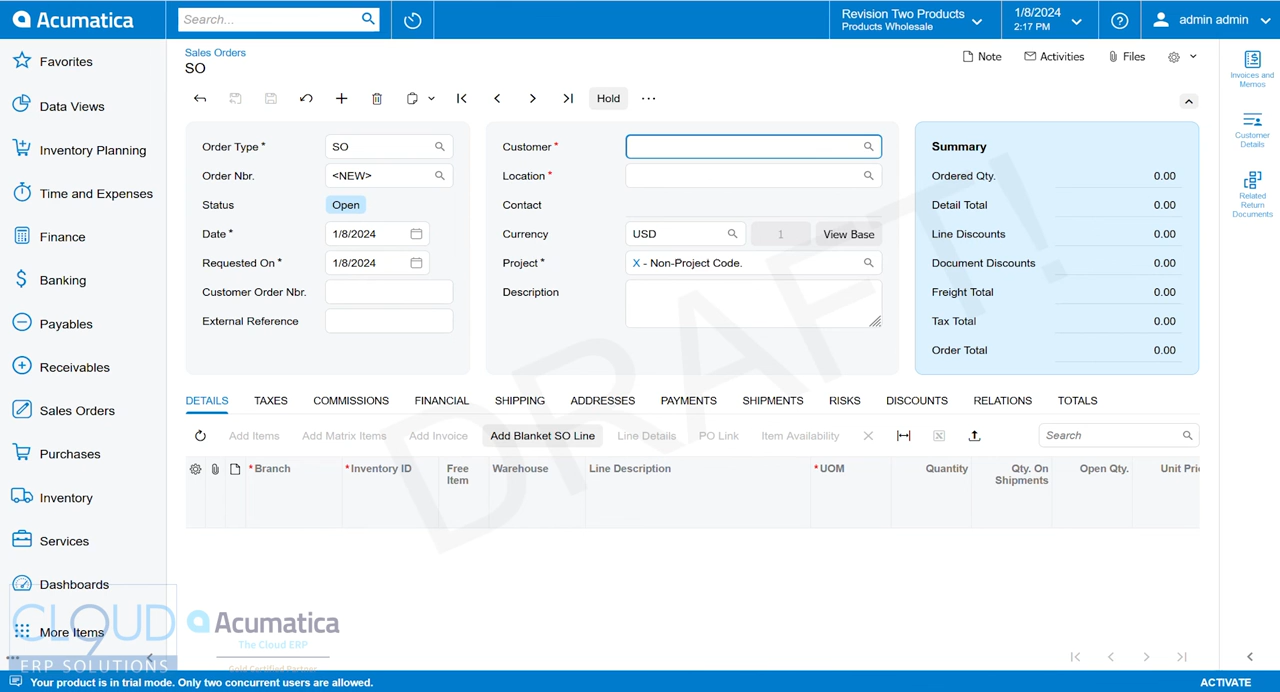 Acumatica
Search...
Revision Two Products
Products Wholesale
1/8/2024
2:17 PM
admin admin
Favorites
Data Views
Inventory Planning
Time and Expenses
Finance
Banking
Payables
Receivables
Sales Orders
Purchases
Inventory
Services
Dashboards
More Items
Sales Orders
SO
Note
Activities
Files
Hold
Order Type *
SO
Order Nbr.
<NEW>
Status
Open
Date *
1/8/2024
Requested On *
1/8/2024
Customer Order Nbr.
External Reference
Customer *
Location *
Contact
Currency
USD
1
View Base
Project *
X - Non-Project Code.
Description
Summary
Ordered Qty. 0.00
Detail Total 0.00
Line Discounts 0.00
Document Discounts 0.00
Freight Total 0.00
Tax Total 0.00
Order Total 0.00
Invoices and
Memos
Customer
Details
Related
Return
Documents
DRAFT!
DETAILS TAXES COMMISSIONS FINANCIAL SHIPPING ADDRESSES PAYMENTS SHIPMENTS RISKS DISCOUNTS RELATIONS TOTALS
Add Items Add Matrix Items Add Invoice Add Blanket SO Line Line Details PO Link Item Availability
Search
* Branch
* Inventory ID
Free
Item
Warehouse
Line Description
* UOM
Quantity
Qty. On
Shipments
Open Qty.
Unit Pri
CLOUD
9
ERP SOLUTIONS
Acumatica
The Cloud ERP
Gold Certified Partner
Your product is in trial mode. Only two concurrent users are allowed.
ACTIVATE